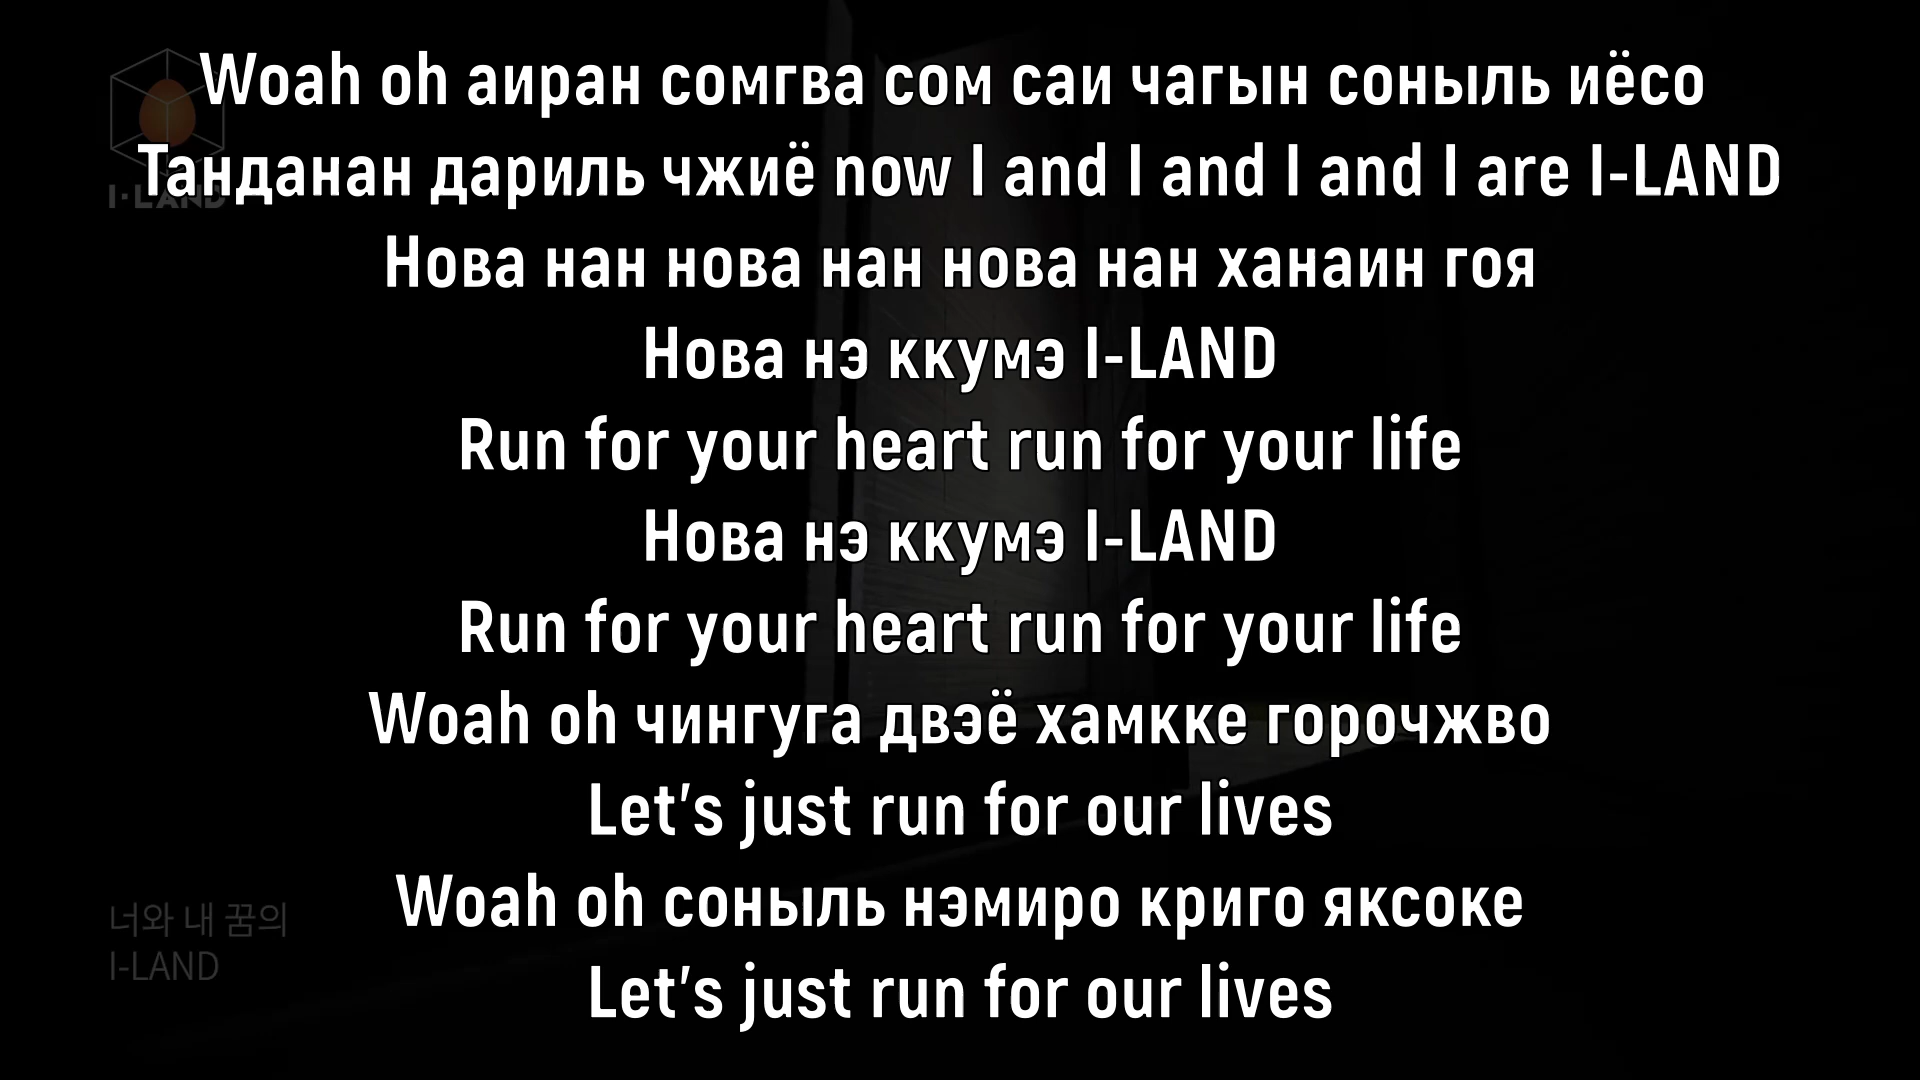 Woah oh аиран сомгва сом саи чагын соныль иёсо
Танданан дариль чжиё now I and I and I and I are I-LAND
Нова нан нова нан нова нан ханаин гоя
Нова нэ ккумэ I-LAND
Run for your heart run for your life
Нова нэ ккумэ I-LAND
Run for your heart run for your life
Woah oh чингуга двэё хамкке горочжво
Let's just run for our lives
Woah oh соныль нэмиро криго яксоке
Let's just run for our lives
I·LAND
너와 내 꿈의
I-LAND